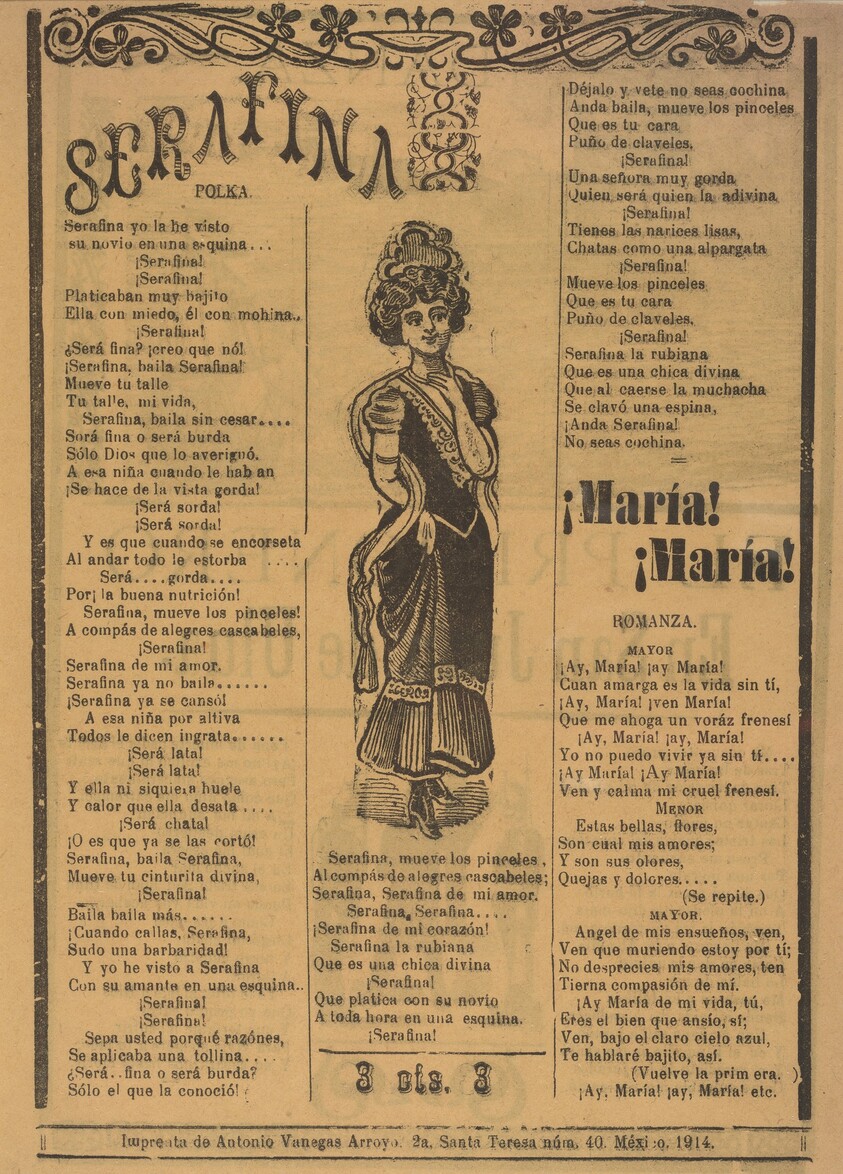 SERAFINA
POLKA.
Serafina yo la he visto
su novio en una esquina...
¡Serafina!
¡Serafina!
Platicaban muy bajito
Ella con miedo, él con mohina..
¡Serafina!
¿Será fina? ¡creo que nó!
¡Serafina, baila Serafina!
Mueve tu talle
Tu talle, mi vida,
Serafina, baila sin cesar....
Sorá fina o será burda
Sólo Dios que lo averiguó.
A esa niña cuando le hab an
¡Se hace de la vista gorda!
¡Será sorda!
¡Será sorda!
Y es que cuando se encorseta
Al andar todo le estorba ....
Será....gorda....
Por¡ la buena nutrición!
Serafina, mueve los pinceles!
A compás de alegres cascabeles,
¡Serafina!
Serafina de mi amor.
Serafina ya no baila......
¡Serafina ya se cansó!
A esa niña por altiva
Todos le dicen ingrata......
¡Será lata!
¡Será lata!
Y ella ni siquiera huele
Y calor que ella desata ....
¡Será chata!
¡O es que ya se las cortó!
Serafina, baila Serafina,
Mueve tu cinturita divina,
¡Serafina!
Baila baila más......
¡Cuando callas, Serafina,
Sudo una barbaridad!
Y yo he visto a Serafina
Con su amante en una esquina..
¡Serafina!
¡Serafina!
Sepa usted porqué razónes,
Se aplicaba una tollina....
¿Será..fina o será burda?
Sólo el que la conoció!
Serafina, mueve los pinceles,
Al compás de alegres cascabeles;
Serafina, Serafina de mi amor.
Serafina, Serafina....
¡Serafina de mi corazón!
Serafina la rubiana
Que es una chica divina
¡Serafina!
Que platica con su novio
A toda hora en una esquina.
¡Serafina!
3 cts. 3
Déjalo y vete no seas cochina
Anda baila, mueve los pinceles
Que es tu cara
Puño de claveles,
¡Serafina!
Una señora muy gorda
Quien será quien la adivina
¡Serafina!
Tienes las narices lisas,
Chatas como una alpargata
¡Serafina!
Mueve los pinceles
Que es tu cara
Puño de claveles,
¡Serafina!
Serafina la rubiana
Que es una chica divina
Que al caerse la muchacha
Se clavó una espina,
¡Anda Serafina!
No seas cochina.
¡María!
¡María!
ROMANZA.
MAYOR
¡Ay, María! ¡ay María!
Cuan amarga es la vida sin tí,
¡Ay, María! ¡ven María!
Que me ahoga un voráz frenesí
¡Ay, María! ¡ay, María!
Yo no puedo vivir ya sin tí....
¡Ay María! ¡Ay María!
Ven y calma mi cruel frenesí.
MENOR
Estas bellas, flores,
Son cual mis amores;
Y son sus olores,
Quejas y dolores.....
(Se repite.)
MAYOR.
Angel de mis ensueños, ven,
Ven que muriendo estoy por tí;
No desprecies mis amores, ten
Tierna compasión de mí.
¡Ay María de mi vida, tú,
Eres el bien que ansío, sí;
Ven, bajo el claro cielo azul,
Te hablaré bajito, así.
(Vuelve la prim era. )
¡Ay, María! ¡ay, María! etc.
Imprenta de Antonio Vanegas Arroyo. 2a. Santa Teresa núm. 40. México. 1914.